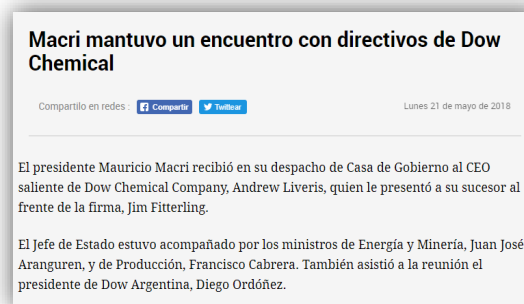 Macri mantuvo un encuentro con directivos de Dow
Chemical
Compartilo en redes : Compartir Twittear Lunes 21 de mayo de 2018
El presidente Mauricio Macri recibió en su despacho de Casa de Gobierno al CEO
saliente de Dow Chemical Company, Andrew Liveris, quien le presentó a su sucesor al
frente de la firma, Jim Fitterling.
El Jefe de Estado estuvo acompañado por los ministros de Energía y Minería, Juan José
Aranguren, y de Producción, Francisco Cabrera. También asistió a la reunión el
presidente de Dow Argentina, Diego Ordóñez.